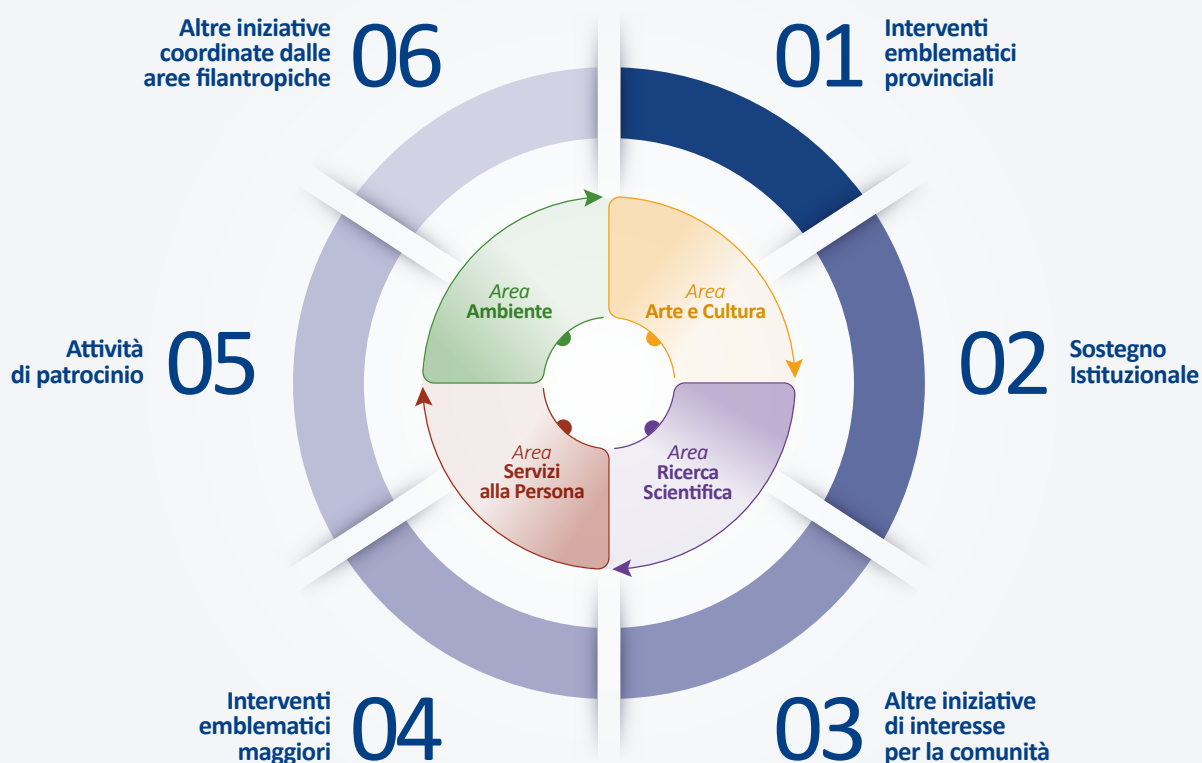 01
Interventi
emblematici
provinciali
02
Sostegno
Istituzionale
03
Altre iniziative
di interesse
per la comunità
04
Interventi
emblematici
maggiori
05
Attività
di patrocinio
06
Altre iniziative
coordinate dalle
aree filantropiche
Area
Ambiente
Area
Arte e Cultura
Area
Servizi
alla Persona
Area
Ricerca
Scientifica